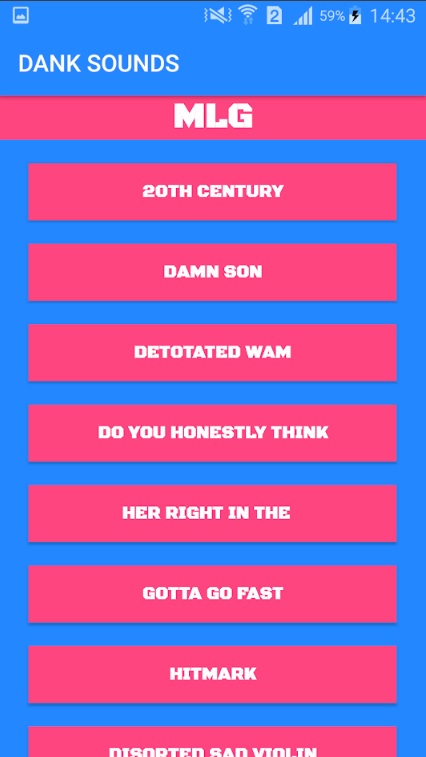 2 59% 14:43
DANK SOUNDS
MLG
20TH CENTURY
DAMN SON
DETOTATED WAM
DO YOU HONESTLY THINK
HER RIGHT IN THE
GOTTA GO FAST
HITMARK
DISORTED SAD VIOLIN